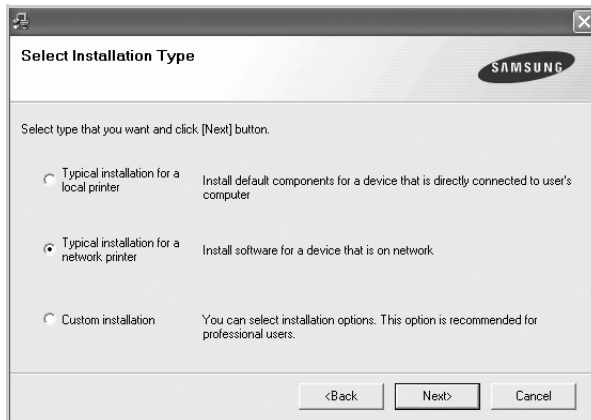 Select Installation Type
SAMSUNG
Select type that you want and click [Next] button.
Typical installation for a
local printer
Install default components for a device that is directly connected to user's
computer
Typical installation for a
network printer
Install software for a device that is on network
Custom installation
You can select installation options. This option is recommended for
professional users.
<Back
Next>
Cancel